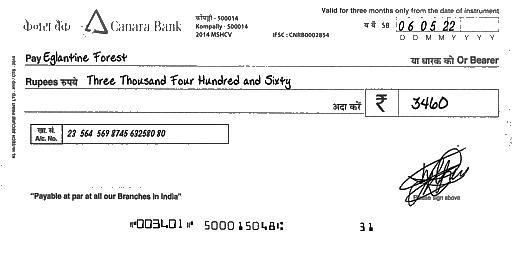 Valid for three months only from the date of instrument
केनरा बैंक Canara Bank
कोंपल्ली - 500014
Kompally - 500014
2014 MSHCV
IFSC : CNRB0002854
SB 06 05 22
D D M M Y Y Y Y
Pay Eglantine Forest या धारक को Or Bearer
Rupees रुपये Three Thousand Four Hundred and Sixty
अदा करें ₹ 3460
खा. सं.
A/c. No. 23 564 569 8745 632580 80
Please sign above
"Payable at par at all our Branches in India"
⑈003401⑈ 500015048⑆ 31